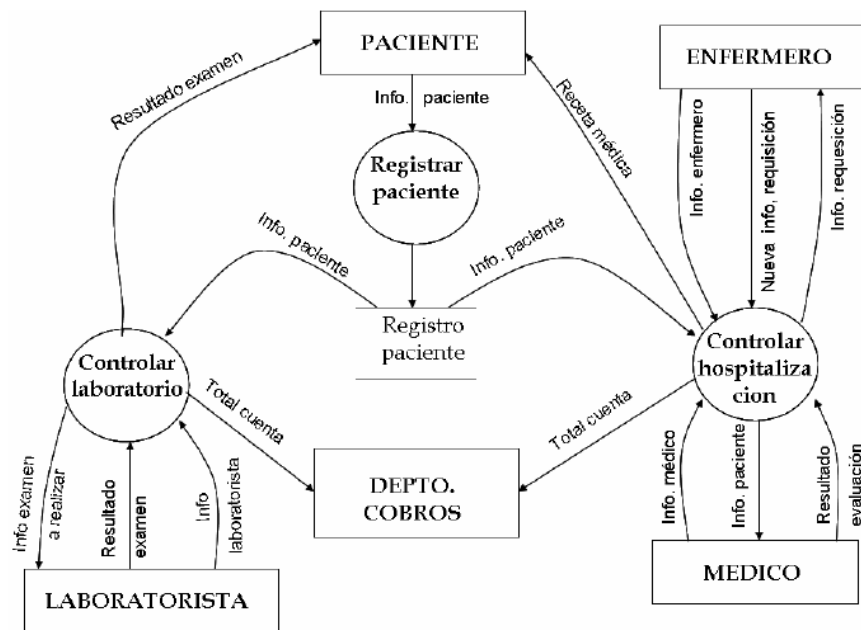 PACIENTE
ENFERMERO
Resultado examen
Info. paciente
Receta médica
Info. enfermero
Nueva info, requisición
Info. requesición
Registrar
paciente
Info. paciente
Info. paciente
Registro
paciente
Controlar
laboratorio
Controlar
hospitaliza
cion
Total cuenta
Total cuenta
DEPTO.
COBROS
Info examen
a realizar
Resultado
examen
Info
laboratorista
Info. médico
Info. paciente
Resultado
evaluación
LABORATORISTA
MEDICO